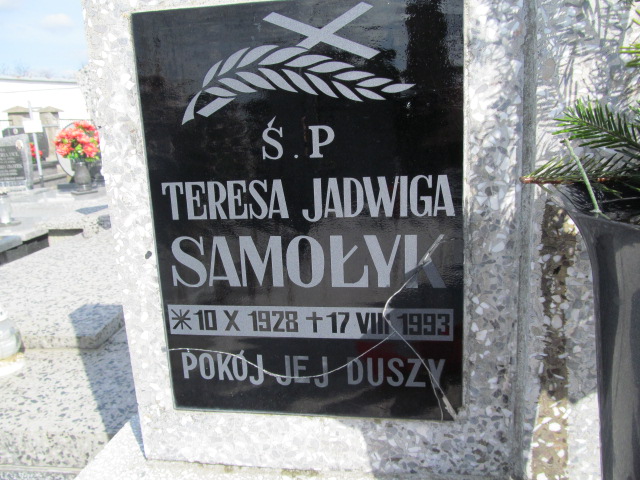 Ś.P
TERESA JADWIGA
SAMOŁYK
*10 X 1928 +17 VIII 1993
POKÓJ JEJ DUSZY